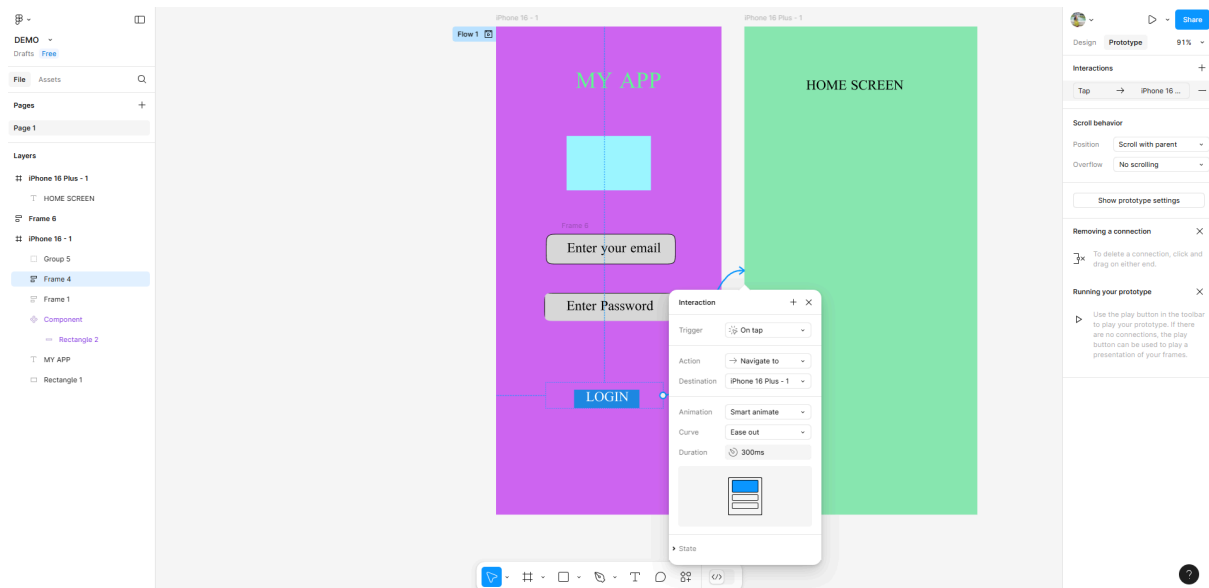 DEMO
Drafts Free
File Assets
Pages
Page 1
Layers
iPhone 16 Plus - 1
HOME SCREEN
Frame 6
iPhone 16 - 1
Group 5
Frame 4
Frame 1
Component
Rectangle 2
MY APP
Rectangle 1
iPhone 16 - 1
Flow 1
MY APP
Frame 6
Enter your email
Enter Password
LOGIN
iPhone 16 Plus - 1
HOME SCREEN
Interaction
Trigger On tap
Action Navigate to
Destination iPhone 16 Plus - 1
Animation Smart animate
Curve Ease out
Duration 300ms
State
Share
Design Prototype 91%
Interactions
Tap iPhone 16 ...
Scroll behavior
Position Scroll with parent
Overflow No scrolling
Show prototype settings
Removing a connection
To delete a connection, click and
drag on either end.
Running your prototype
Use the play button in the toolbar
to play your prototype. If there
are no connections, the play
button can be used to play a
presentation of your frames.
?